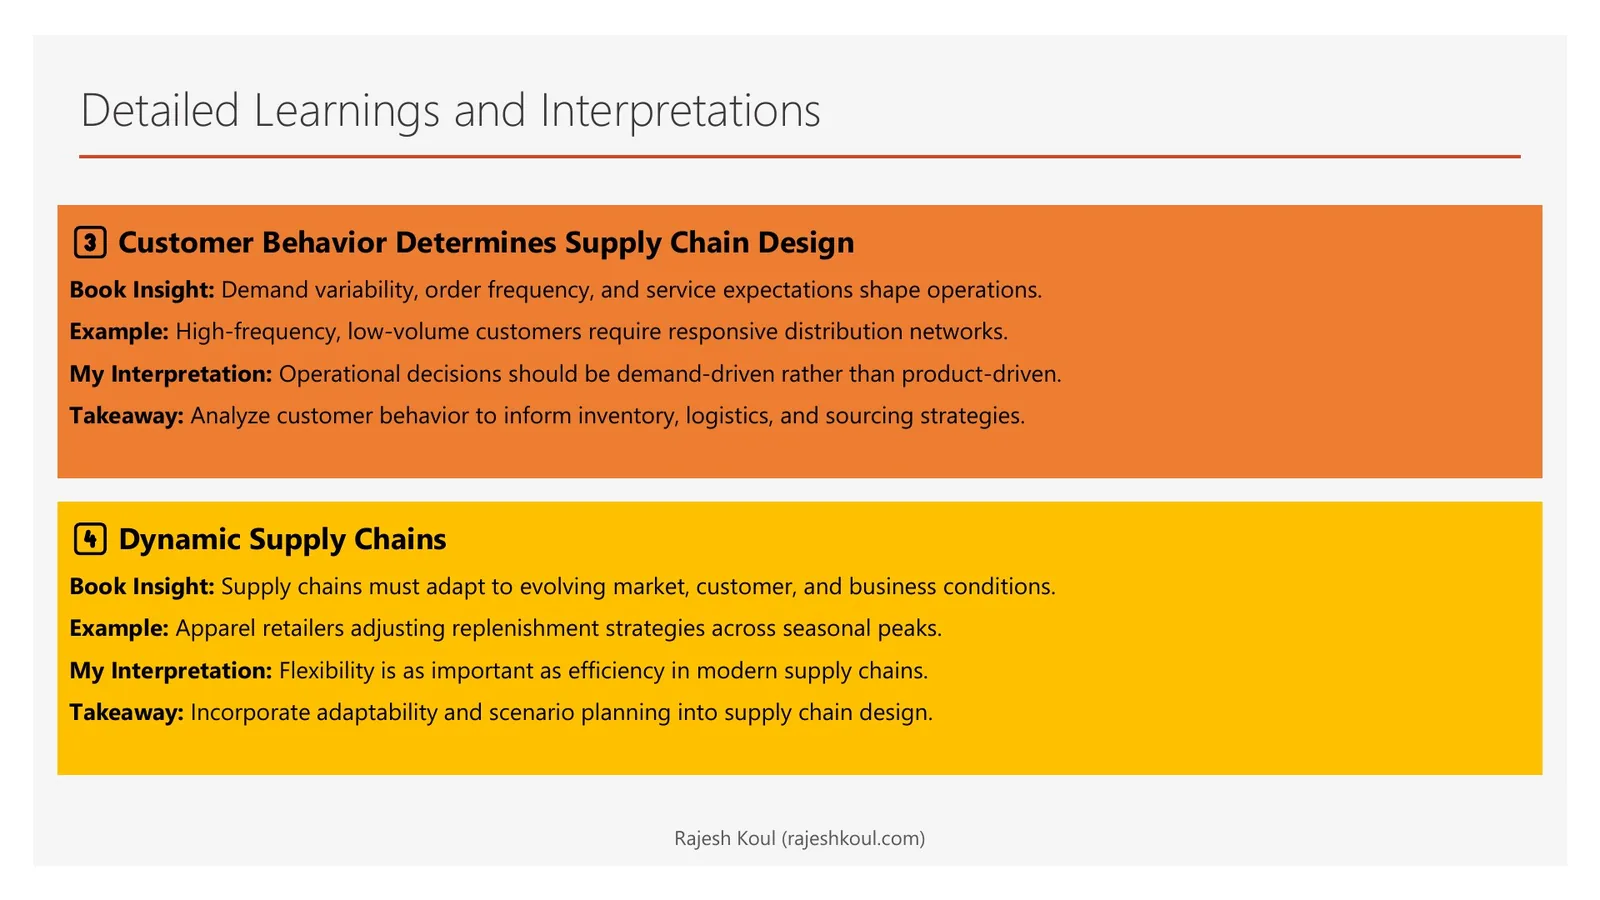 Detailed Learnings and Interpretations
3 Customer Behavior Determines Supply Chain Design
Book Insight: Demand variability, order frequency, and service expectations shape operations.
Example: High-frequency, low-volume customers require responsive distribution networks.
My Interpretation: Operational decisions should be demand-driven rather than product-driven.
Takeaway: Analyze customer behavior to inform inventory, logistics, and sourcing strategies.
4 Dynamic Supply Chains
Book Insight: Supply chains must adapt to evolving market, customer, and business conditions.
Example: Apparel retailers adjusting replenishment strategies across seasonal peaks.
My Interpretation: Flexibility is as important as efficiency in modern supply chains.
Takeaway: Incorporate adaptability and scenario planning into supply chain design.
Rajesh Koul (rajeshkoul.com)